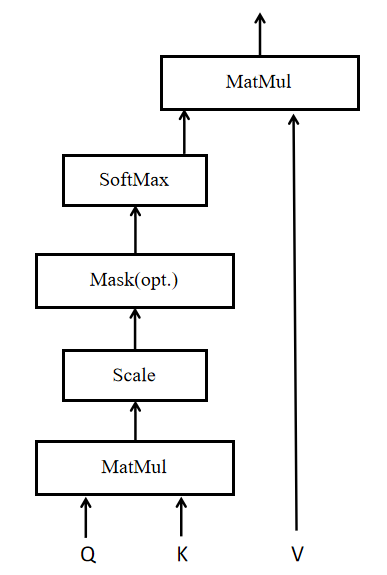 MatMul
SoftMax
Mask(opt.)
Scale
MatMul
Q K V